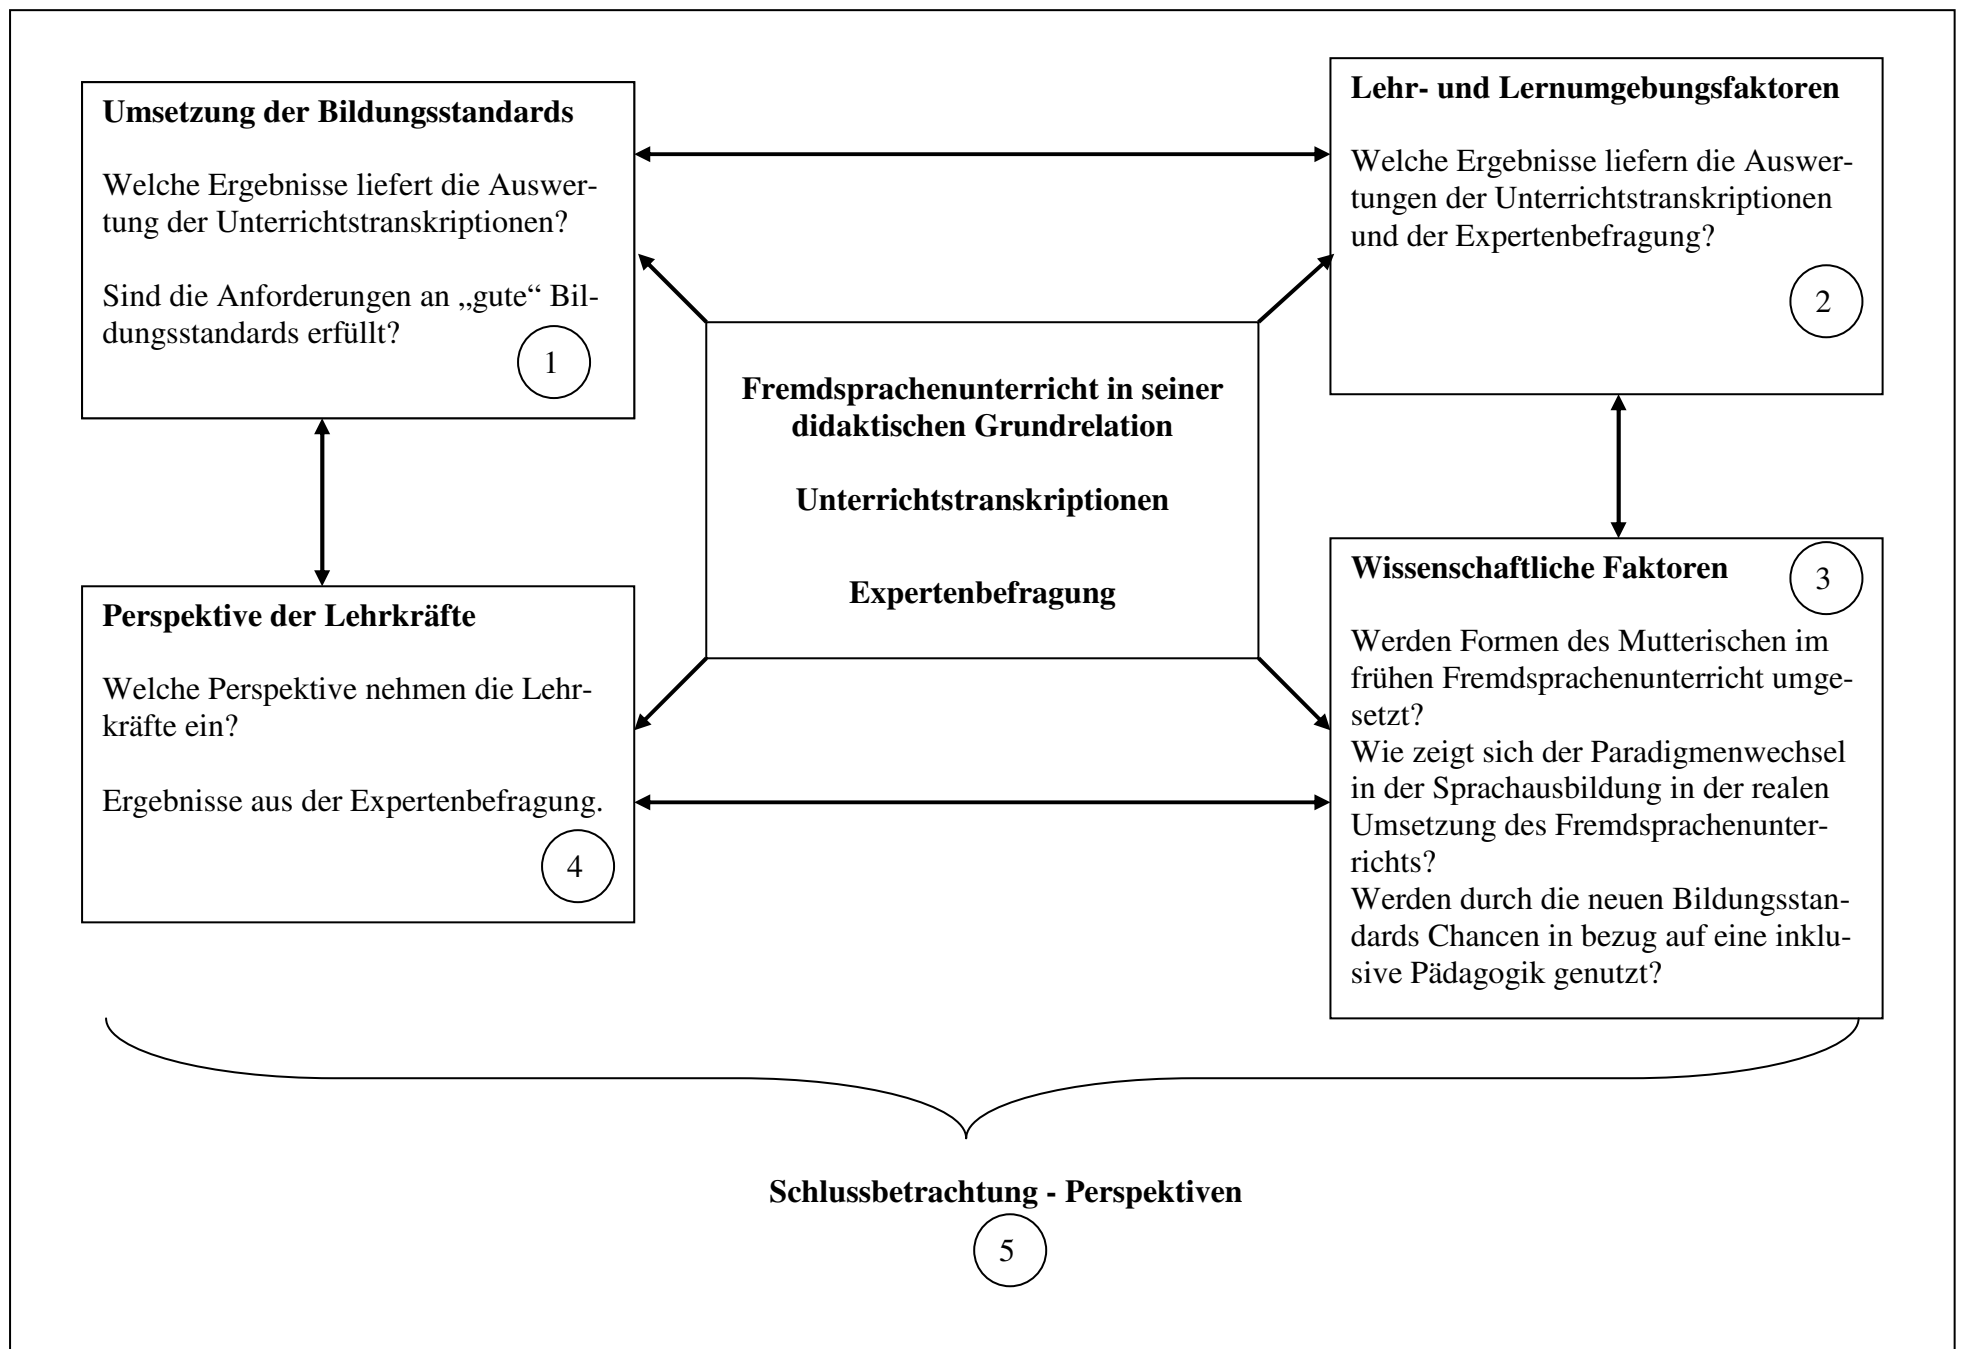 Umsetzung der Bildungsstandards
Welche Ergebnisse liefert die Auswer-
tung der Unterrichtstranskriptionen?
Sind die Anforderungen an „gute“ Bil-
dungsstandards erfüllt?
1
Lehr- und Lernumgebungsfaktoren
Welche Ergebnisse liefern die Auswer-
tungen der Unterrichtstranskriptionen
und der Expertenbefragung?
2
Fremdsprachenunterricht in seiner
didaktischen Grundrelation
Unterrichtstranskriptionen
Expertenbefragung
Wissenschaftliche Faktoren
3
Werden Formen des Mutterischen im
frühen Fremdsprachenunterricht umge-
setzt?
Wie zeigt sich der Paradigmenwechsel
in der Sprachausbildung in der realen
Umsetzung des Fremdsprachenunter-
richts?
Werden durch die neuen Bildungsstan-
dards Chancen in bezug auf eine inklu-
sive Pädagogik genutzt?
Perspektive der Lehrkräfte
Welche Perspektive nehmen die Lehr-
kräfte ein?
Ergebnisse aus der Expertenbefragung.
4
Schlussbetrachtung - Perspektiven
5